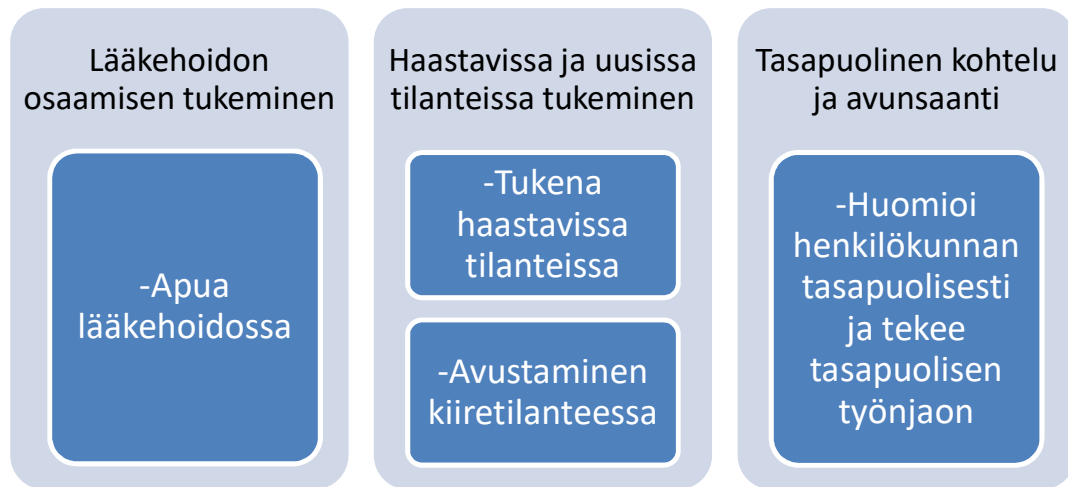 Lääkehoidon
osaamisen tukeminen
-Apua
lääkehoidossa
Haastavissa ja uusissa
tilanteissa tukeminen
-Tukena
haastavissa
tilanteissa
-Avustaminen
kiiretilanteessa
Tasapuolinen kohtelu
ja avunsaanti
-Huomioi
henkilökunnan
tasapuolisesti
ja tekee
tasapuolisen
työnjaon